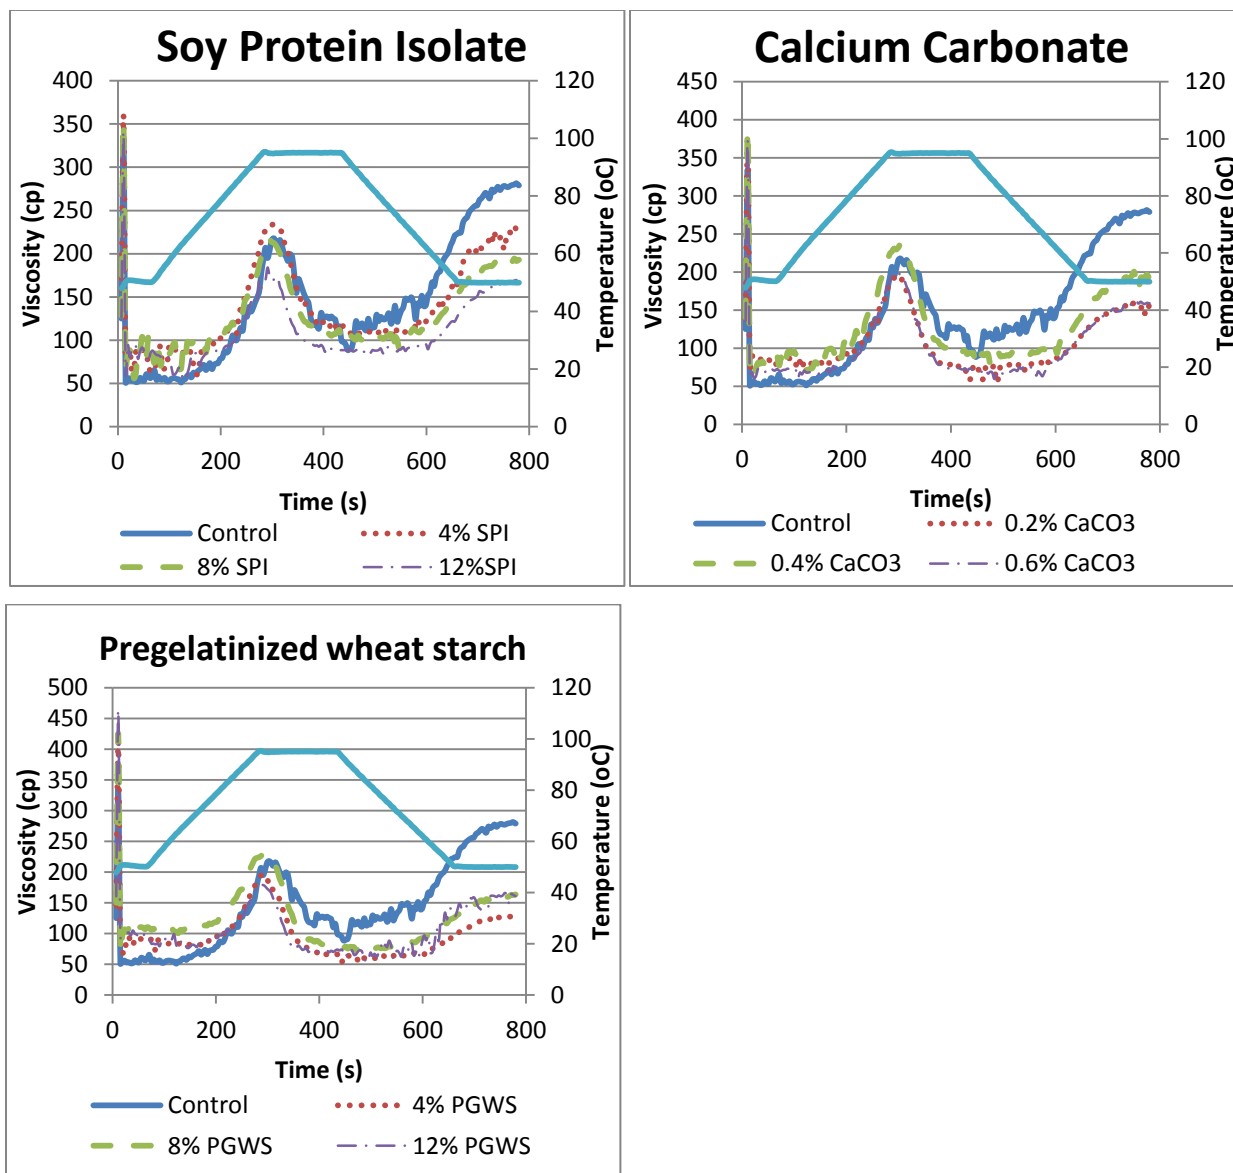 Soy Protein Isolate
400
350
300
250
200
150
100
50
0
120
100
80
60
40
20
0
0 200 400 600 800
Viscosity (cp)
Temperature (oC)
Time (s)
Control 4% SPI
8% SPI 12%SPI
Calcium Carbonate
450
400
350
300
250
200
150
100
50
0
120
100
80
60
40
20
0
0 200 400 600 800
Viscosity (cp)
Temperature (oC)
Time(s)
Control 0.2% CaCO3
0.4% CaCO3 0.6% CaCO3
Pregelatinized wheat starch
500
450
400
350
300
250
200
150
100
50
0
120
100
80
60
40
20
0
0 200 400 600 800
Viscosity (cp)
Temperature (oC)
Time (s)
Control 4% PGWS
8% PGWS 12% PGWS